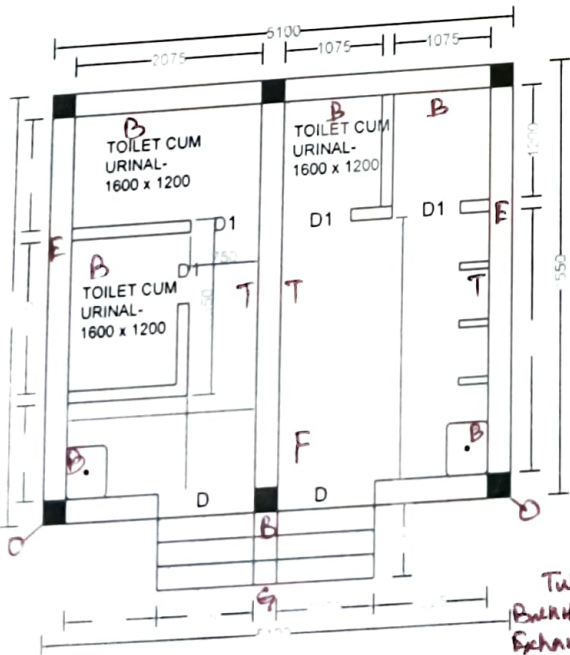 5100
2075
1075
1075
B
TOILET CUM
URINAL-
1600 x 1200
B
B
TOILET CUM
URINAL-
1600 x 1200
1200
D1
D1
D1
E
E
B
D1
TOILET CUM
URINAL-
1600 x 1200
T
T
T
550
F
B
B
D
D
B
G